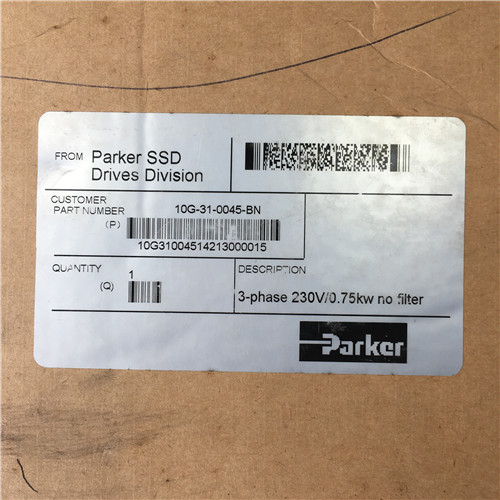 FROM Parker SSD
Drives Division
CUSTOMER
PART NUMBER 10G-31-0045-BN
(P)
10G31004514213000015
QUANTITY 1
(Q)
DESCRIPTION
3-phase 230V/0.75kw no filter
Parker